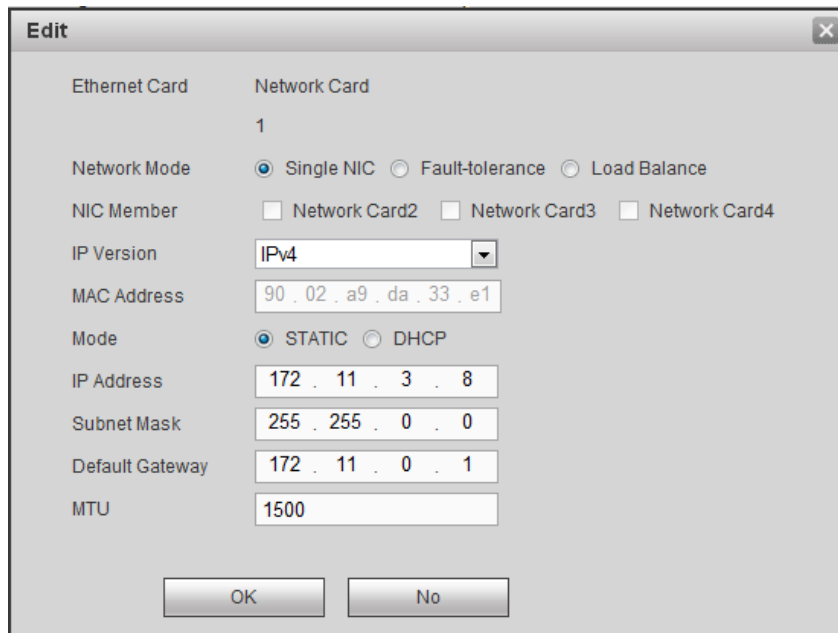 Edit
Ethernet Card Network Card
1
Network Mode Single NIC Fault-tolerance Load Balance
NIC Member Network Card2 Network Card3 Network Card4
IP Version IPv4
MAC Address 90 . 02 . a9 . da . 33 . e1
Mode STATIC DHCP
IP Address 172 . 11 . 3 . 8
Subnet Mask 255 . 255 . 0 . 0
Default Gateway 172 . 11 . 0 . 1
MTU 1500
OK No